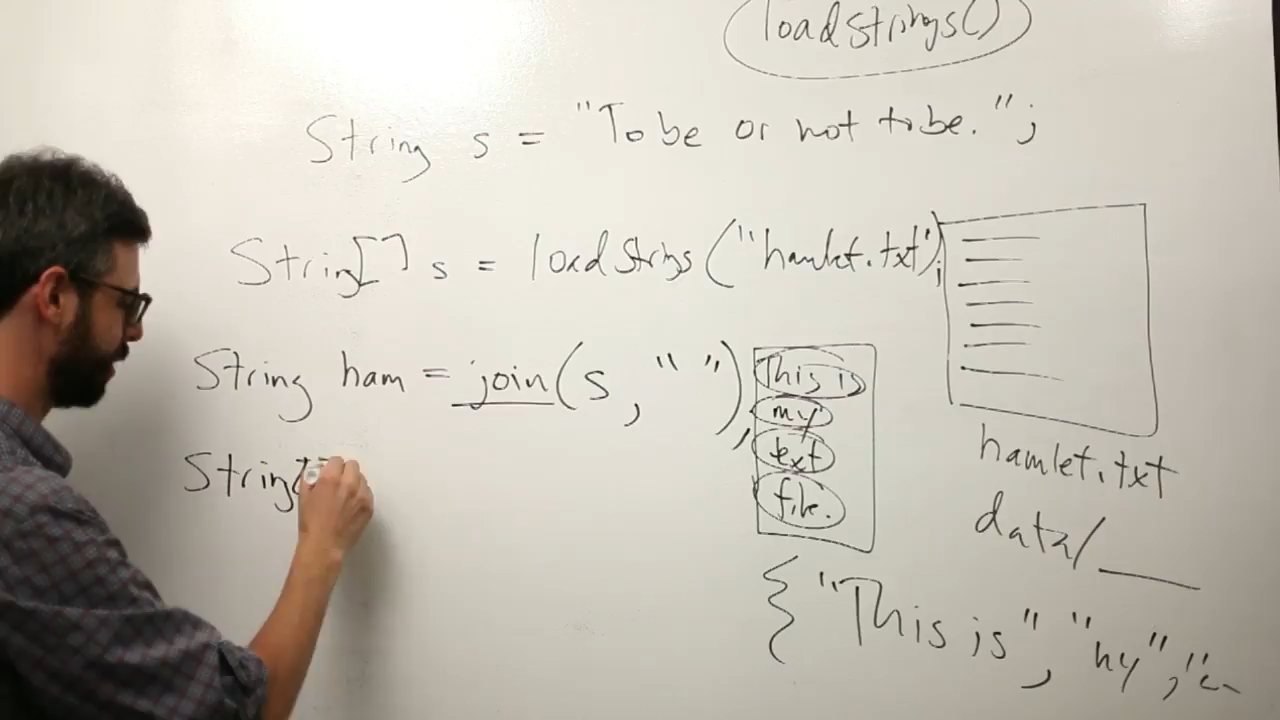 loadStrings()
String s = "To be or not to be.";
String[] s = loadStrings("hamlet.txt");
String ham = join(s, " ");
String[]
This is
my
text
file.
hamlet.txt
data/
{ "This is", "my", "